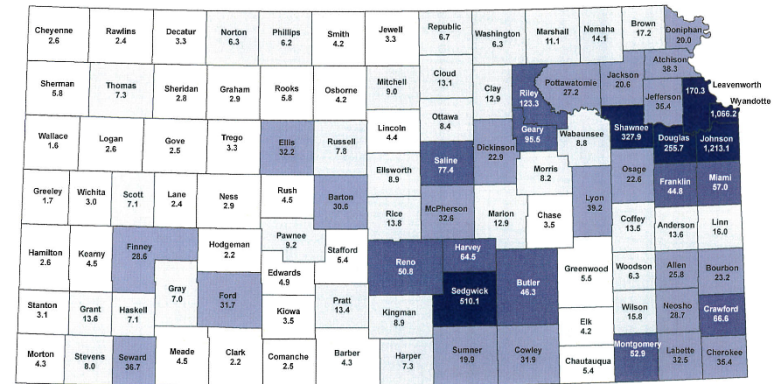 Cheyenne
2.6
Rawlins
2.4
Decatur
3.3
Norton
6.3
Phillips
6.2
Smith
4.2
Jewell
3.3
Republic
6.7
Washington
6.3
Marshall
11.1
Nemaha
14.1
Brown
17.2
Doniphan
20.0
Sherman
5.8
Thomas
7.3
Sheridan
2.8
Graham
2.9
Rooks
5.8
Osborne
4.2
Mitchell
9.0
Cloud
13.1
Clay
12.9
Riley
123.3
Pottawatomie
27.2
Jackson
20.6
Atchison
38.3
Jefferson
35.4
Leavenworth
170.3
Wyandotte
1,066.2
Wallace
1.6
Logan
2.6
Gove
2.5
Trego
3.3
Ellis
32.2
Russell
7.8
Lincoln
4.4
Ottawa
8.4
Saline
77.4
Dickinson
22.9
Geary
95.5
Wabaunsee
8.8
Shawnee
327.9
Douglas
255.7
Johnson
1,213.1
Greeley
1.7
Wichita
3.0
Scott
7.1
Lane
2.4
Ness
2.9
Rush
4.5
Barton
30.5
Ellsworth
8.9
Rice
13.8
McPherson
32.6
Marion
12.9
Morris
8.2
Chase
3.5
Lyon
39.2
Osage
22.6
Franklin
44.8
Miami
57.0
Coffey
13.5
Anderson
13.6
Linn
16.0
Hamilton
2.6
Kearny
4.5
Finney
28.6
Hodgeman
2.2
Pawnee
9.2
Stafford
5.4
Edwards
4.9
Gray
7.0
Ford
31.7
Reno
50.8
Harvey
64.5
Sedgwick
510.1
Butler
46.3
Greenwood
5.5
Woodson
6.3
Allen
25.8
Bourbon
23.2
Stanton
3.1
Grant
13.6
Haskell
7.1
Kiowa
3.5
Pratt
13.4
Kingman
8.9
Elk
4.2
Wilson
15.8
Neosho
28.7
Crawford
66.6
Morton
4.3
Stevens
8.0
Seward
36.7
Meade
4.5
Clark
2.2
Comanche
2.5
Barber
4.3
Harper
7.3
Sumner
19.9
Cowley
31.9
Chautauqua
5.4
Montgomery
52.9
Labette
32.5
Cherokee
35.4